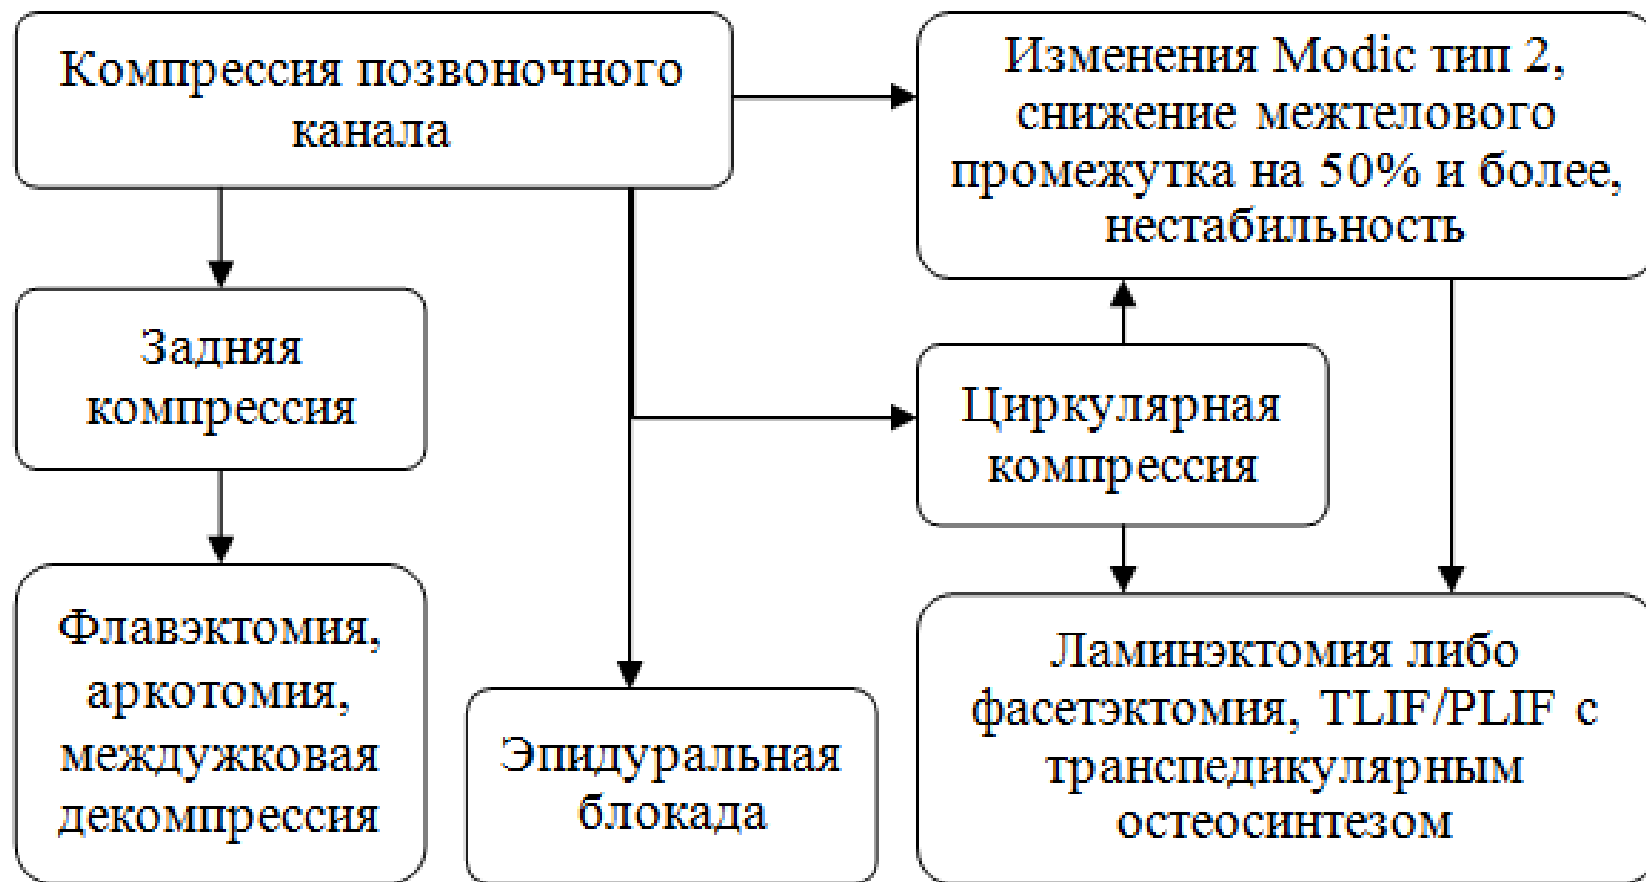 Компрессия позвоночного
канала
Изменения Modic тип 2,
снижение межтелового
промежутка на 50% и более,
нестабильность
Задняя
компрессия
Циркулярная
компрессия
Флавэктомия,
аркотомия,
междужковая
декомпрессия
Эпидуральная
блокада
Ламинэктомия либо
фасетэктомия, TLIF/PLIF с
транспедикулярным
остеосинтезом